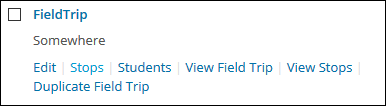 FieldTrip
Somewhere
Edit | Stops | Students | View Field Trip | View Stops |
Duplicate Field Trip